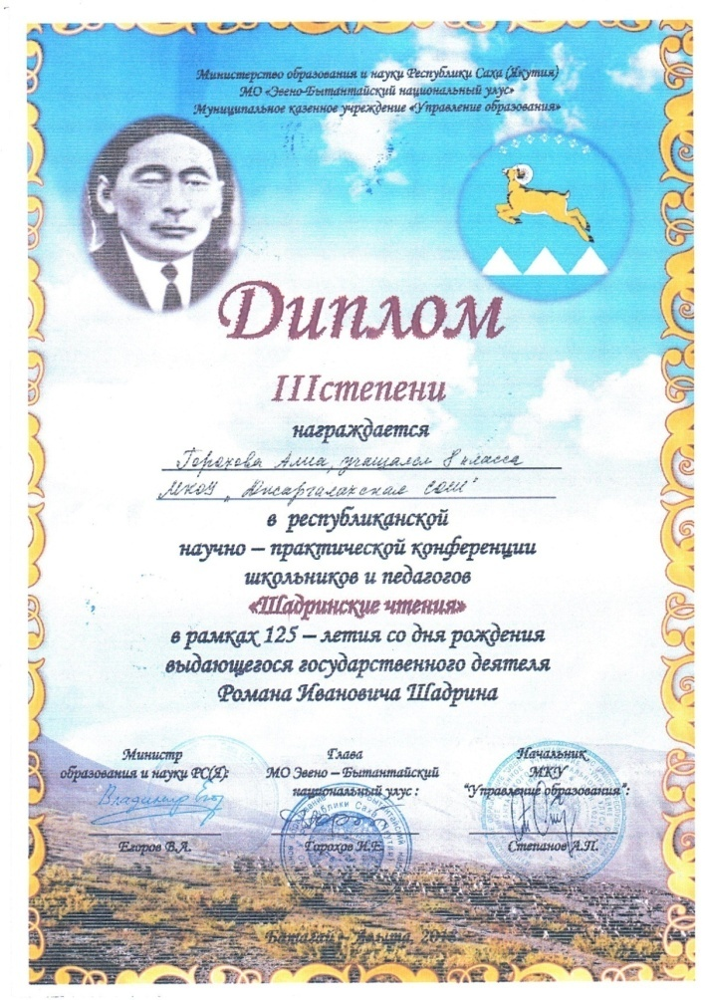 Министерство образования и науки Республики Саха (Якутия)
МО «Эвено-Бытантайский национальный улус»
Муниципальное казенное учреждение «Управление образования»
Диплом
IIIстепени
награждается
Горохова Алиа, учащаяся 8 класса
МКОУ „ СОШ"
в республиканской
научно – практической конференции
школьников и педагогов
«Шадринские чтения»
в рамках 125 – летия со дня рождения
выдающегося государственного деятеля
Романа Ивановича Шадрина
Министр
образования и науки РС(Я):
Владимир Егор
Егоров В.А.
Глава
МО Эвено – Бытантайский
национальный улус :
Горохов И.Е.
Начальник
МКУ
"Управление образования":
Степанов А.П.
Батагай – Алыта,